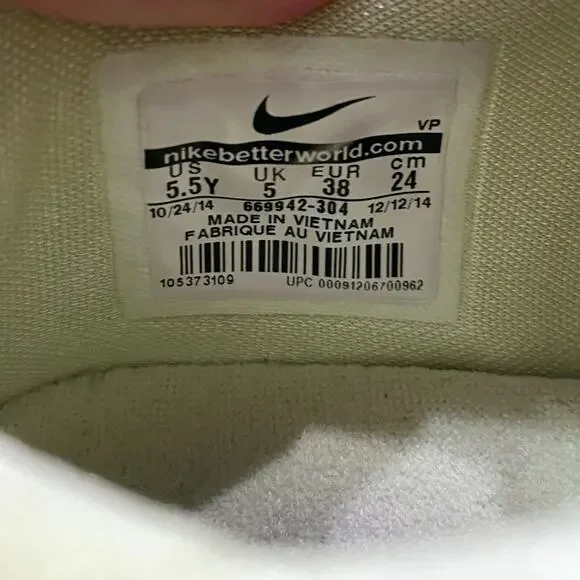 VP
nikebetterworld.com
US UK EUR cm
5.5Y 5 38 24
10/24/14 669942-304 12/12/14
MADE IN VIETNAM
FABRIQUE AU VIETNAM
105373109 UPC 00091206700962